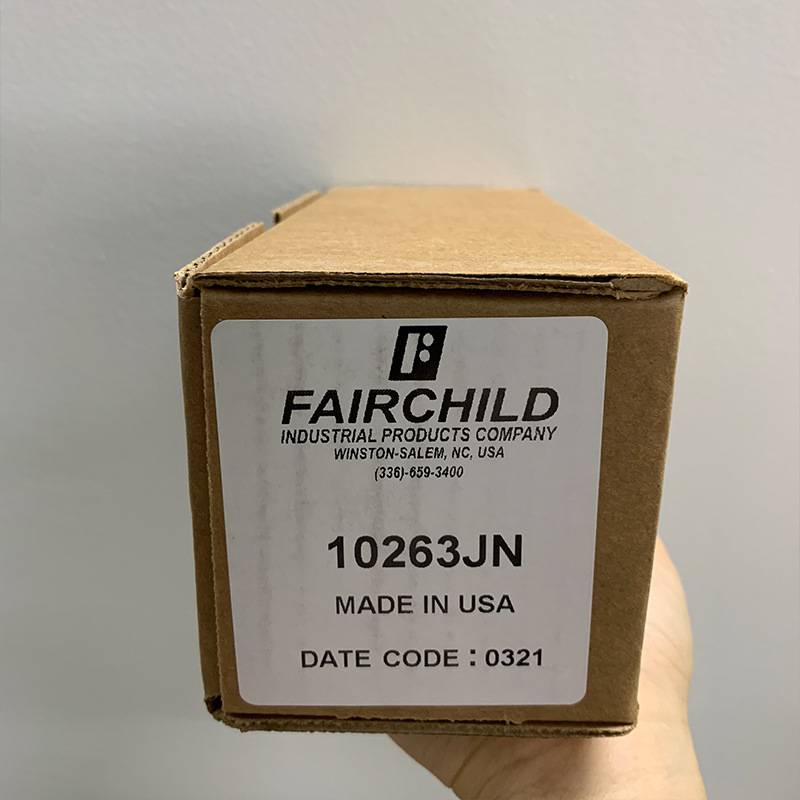 FAIRCHILD
INDUSTRIAL PRODUCTS COMPANY
WINSTON-SALEM, NC, USA
(336)-659-3400
10263JN
MADE IN USA
DATE CODE : 0321